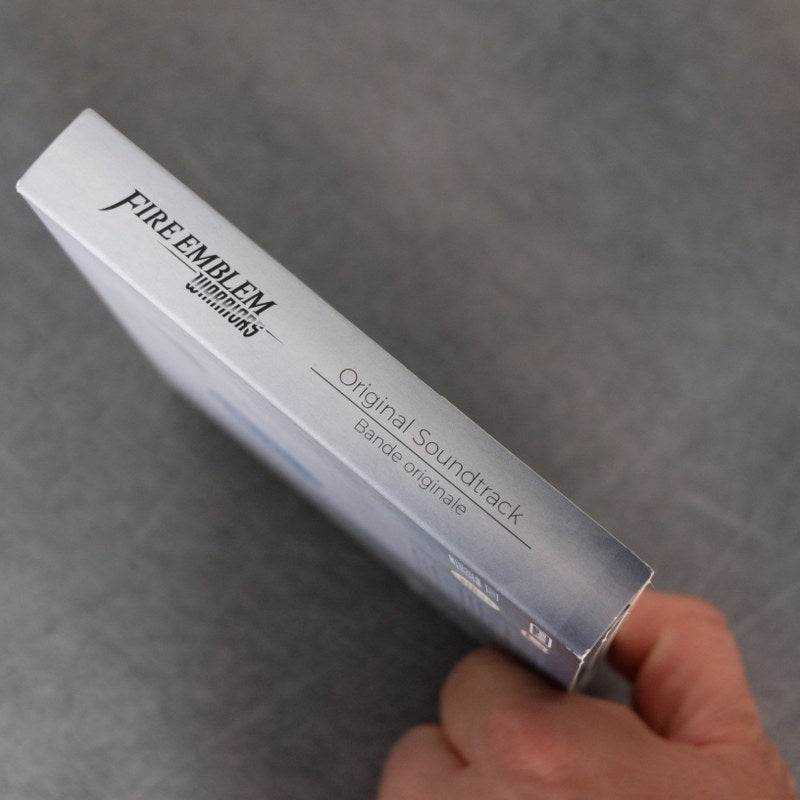 FIRE EMBLEM
WARRIORS
Original Soundtrack
Bande originale